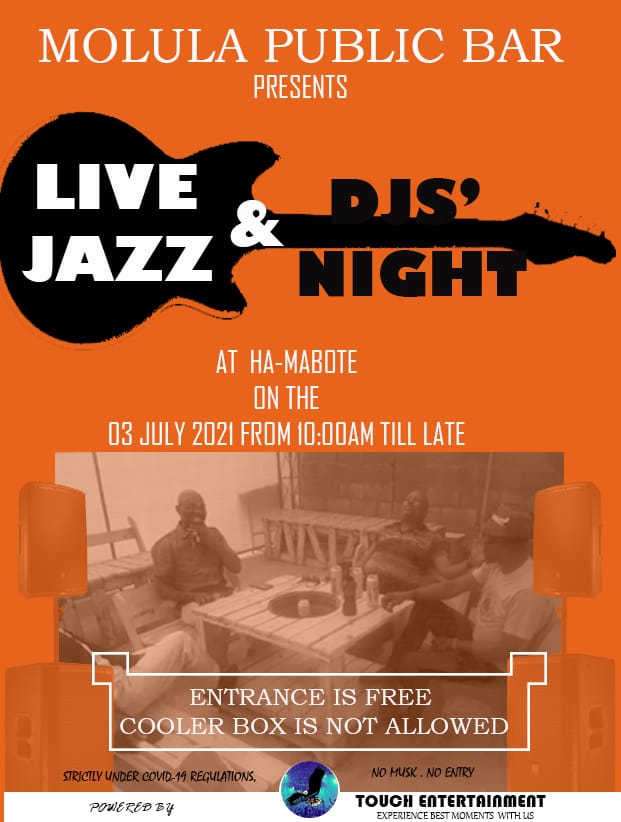 MOLULA PUBLIC BAR
PRESENTS
LIVE
JAZZ
&
DJS'
NIGHT
AT HA-MABOTE
ON THE
03 JULY 2021 FROM 10:00AM TILL LATE
ENTRANCE IS FREE
COOLER BOX IS NOT ALLOWED
STRICTLY UNDER COVID-19 REGULATIONS,
NO MUSK . NO ENTRY
POWERED BY
TOUCH ENTERTAINMENT
EXPERIENCE BEST MOMENTS WITH US